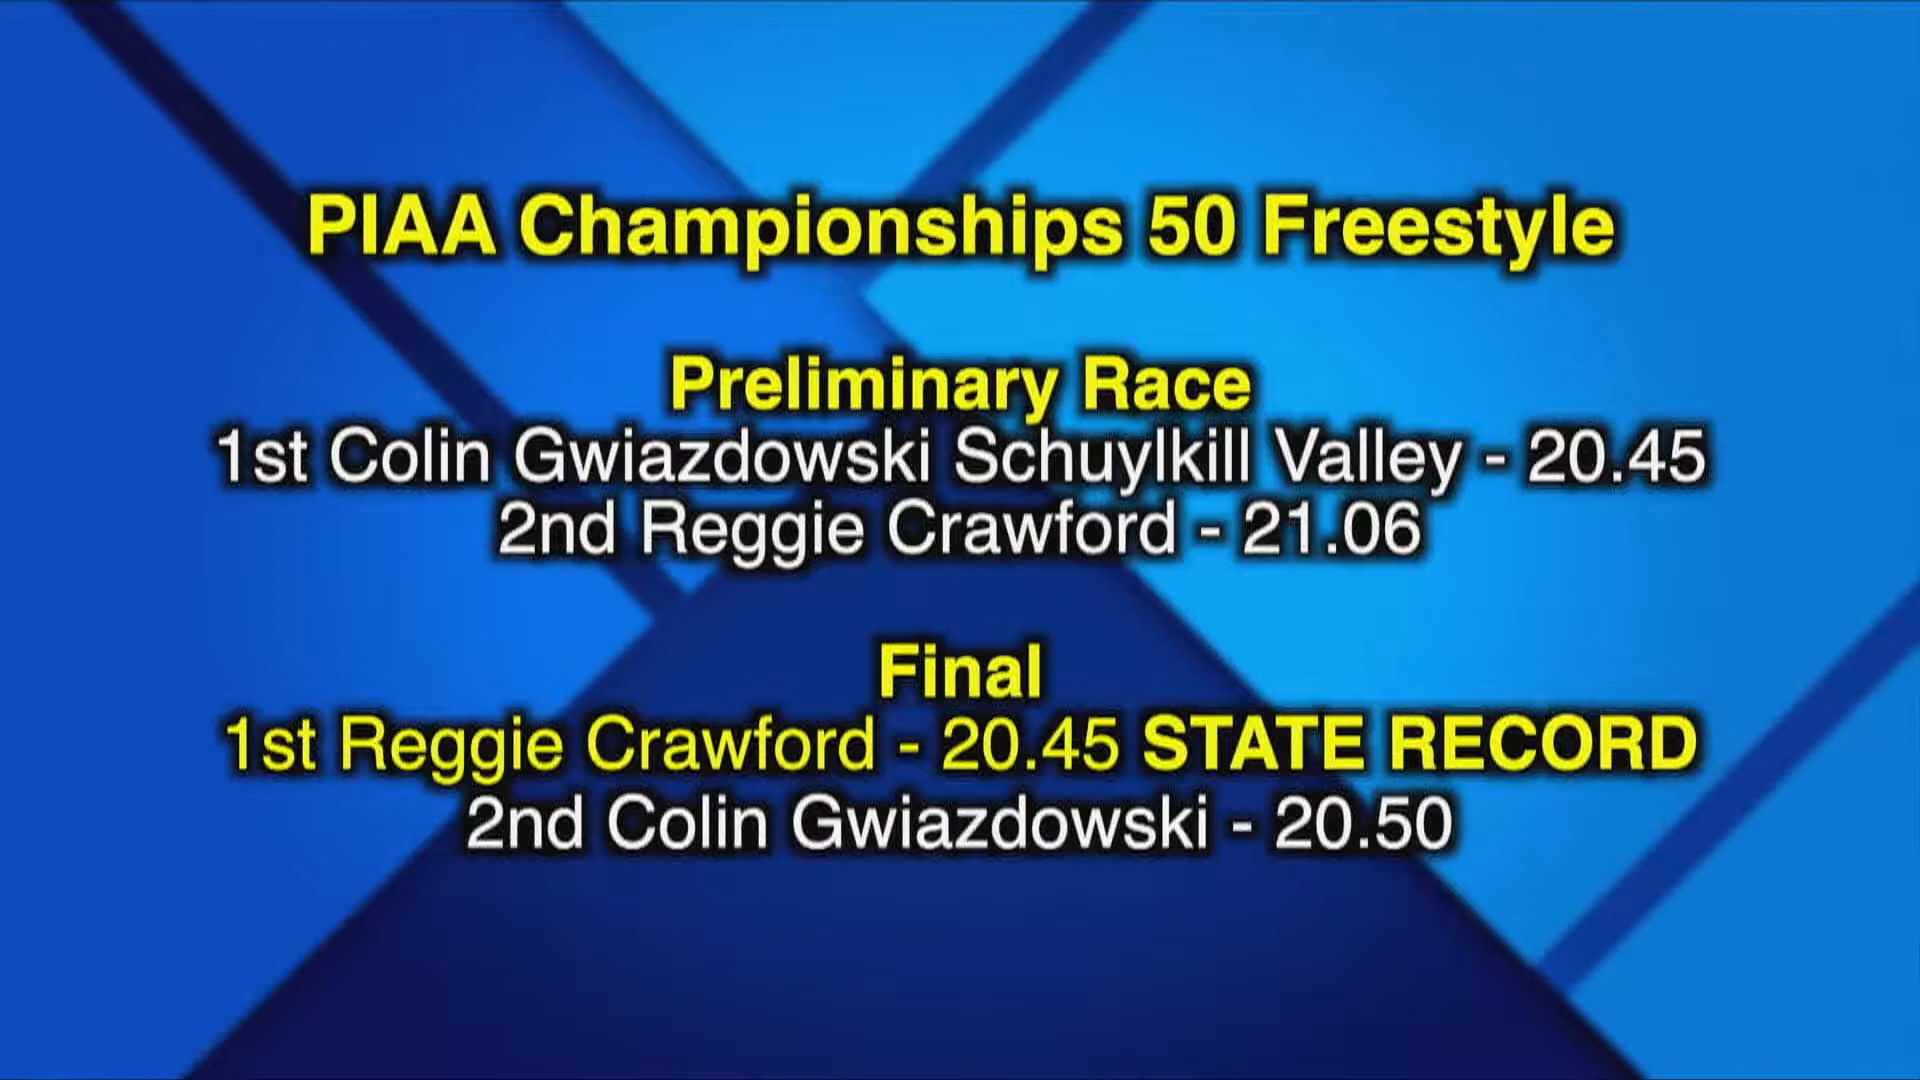 PIAA Championships 50 Freestyle
Preliminary Race
1st Colin Gwiazdowski Schuylkill Valley - 20.45
2nd Reggie Crawford - 21.06
Final
1st Reggie Crawford - 20.45 STATE RECORD
2nd Colin Gwiazdowski - 20.50